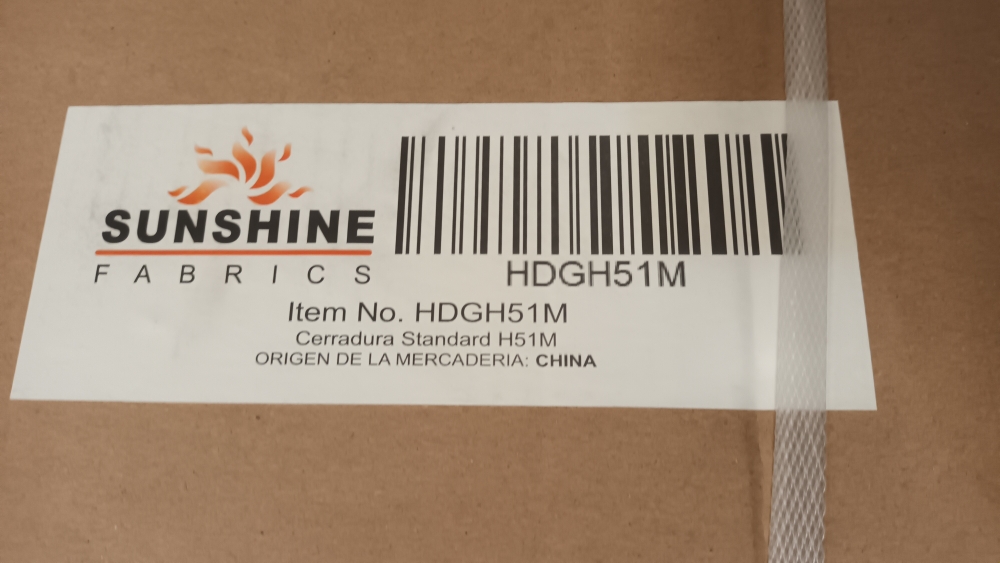 SUNSHINE
FABRICS
HDGH51M
Item No. HDGH51M
Cerradura Standard H51M
ORIGEN DE LA MERCADERIA: CHINA